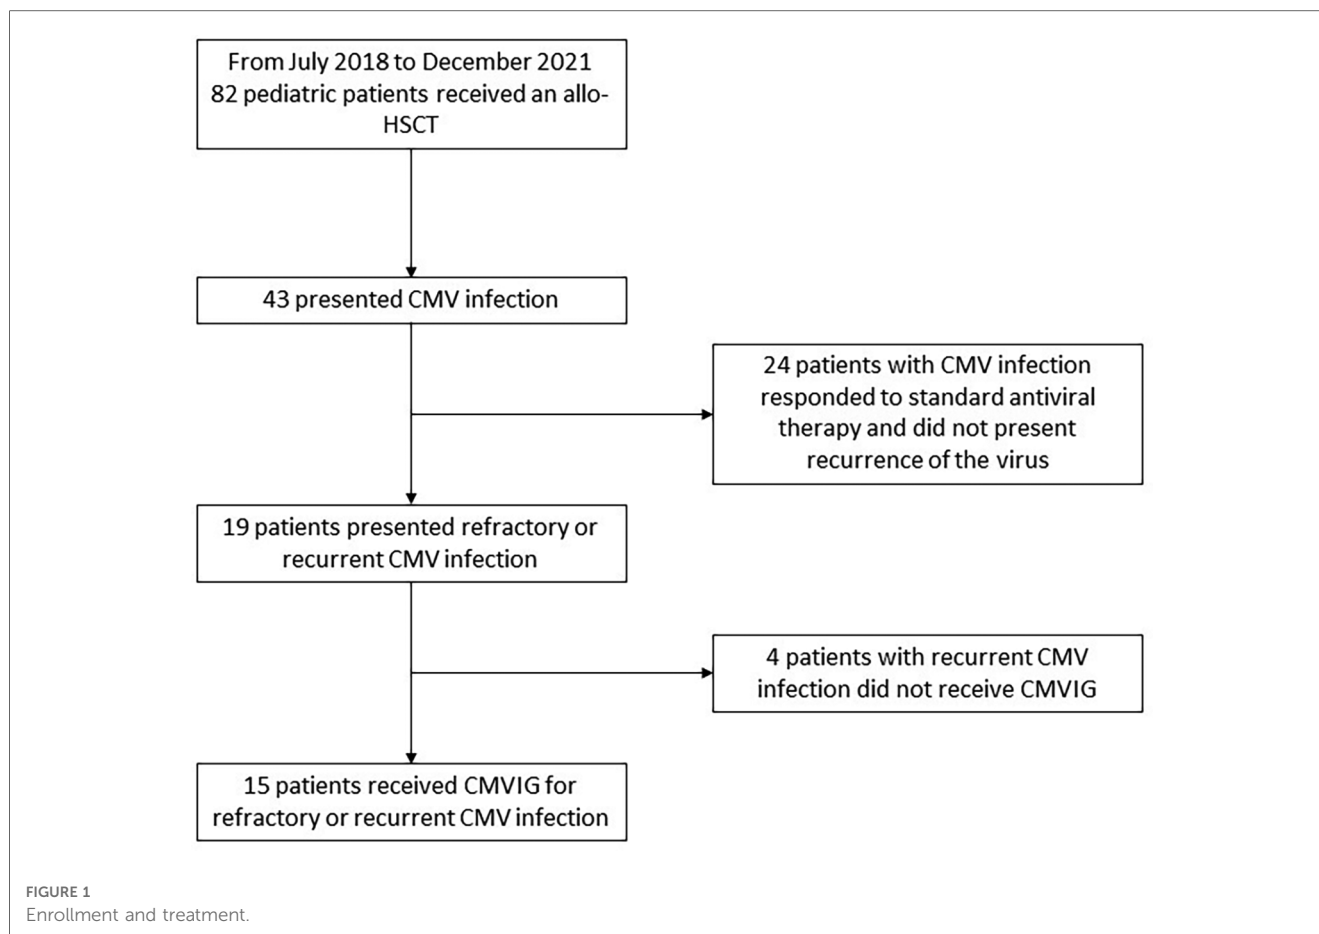 From July 2018 to December 2021
82 pediatric patients received an allo-
HSCT
43 presented CMV infection
24 patients with CMV infection
responded to standard antiviral
therapy and did not present
recurrence of the virus
19 patients presented refractory or
recurrent CMV infection
4 patients with recurrent CMV
infection did not receive CMVIG
15 patients received CMVIG for
refractory or recurrent CMV infection
FIGURE 1
Enrollment and treatment.